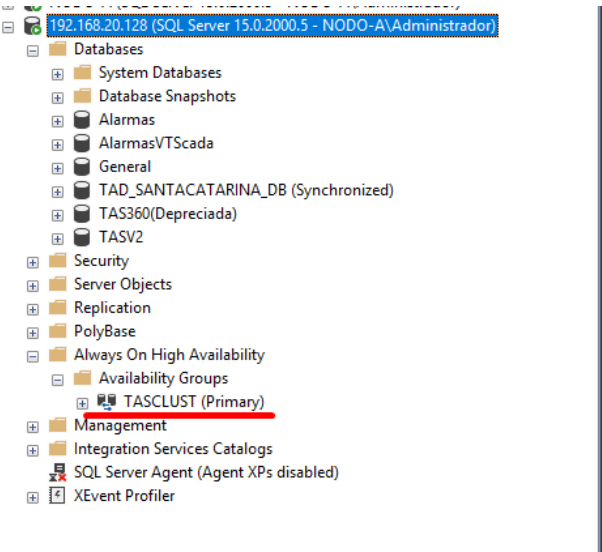 192.168.20.128 (SQL Server 15.0.2000.5 - NODO-A\Administrador)
Databases
System Databases
Database Snapshots
Alarmas
AlarmasVTScada
General
TAD_SANTACATARINA_DB (Synchronized)
TAS360(Depreciada)
TASV2
Security
Server Objects
Replication
PolyBase
Always On High Availability
Availability Groups
TASCLUST (Primary)
Management
Integration Services Catalogs
SQL Server Agent (Agent XPs disabled)
XEvent Profiler